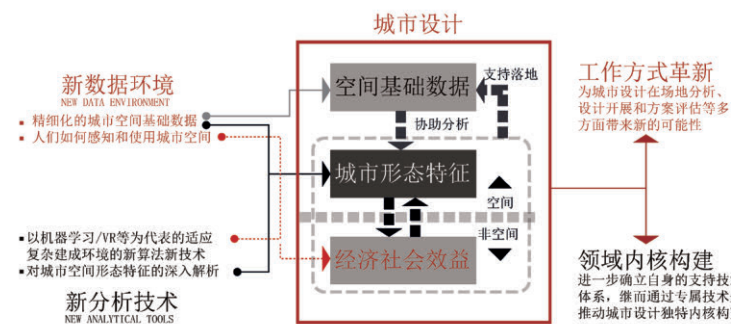 城市设计
新数据环境
NEW DATA ENVIRONMENT
精细化的城市空间基础数据
人们如何感知和使用城市空间
以机器学习/VR等为代表的适应
复杂建成环境的新算法新技术
对城市空间形态特征的深入解析
新分析技术
NEW ANALYTICAL TOOLS
空间基础数据
支持落地
协助分析
城市形态特征
空间
非空间
经济社会效益
工作方式革新
为城市设计在场地分析、
设计开展和方案评估等多
方面带来新的可能性
领域内核构建
进一步确立自身的支持技
体系，继而通过专属技术
推动城市设计独特内核构